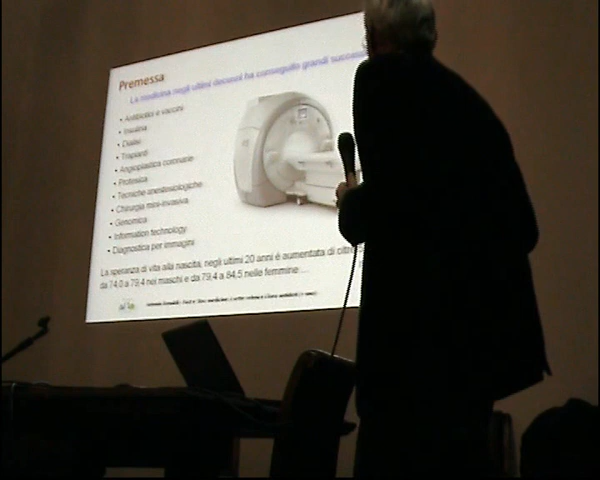 Premessa
La medicina negli ultimi decenni ha conseguito grandi successi
• Antibiotici e vaccini
• Insulina
• Dialisi
• Trapianti
• Angioplastica coronarie
• Protesica
• Tecniche anestesiologiche
• Chirurgia mini-invasiva
• Genomica
• Information technology
• Diagnostica per immagini
La speranza di vita alla nascita, negli ultimi 20 anni è aumentata di
da 74,0 a 79,4 nei maschi e da 79,4 a 84,5 nelle femmine